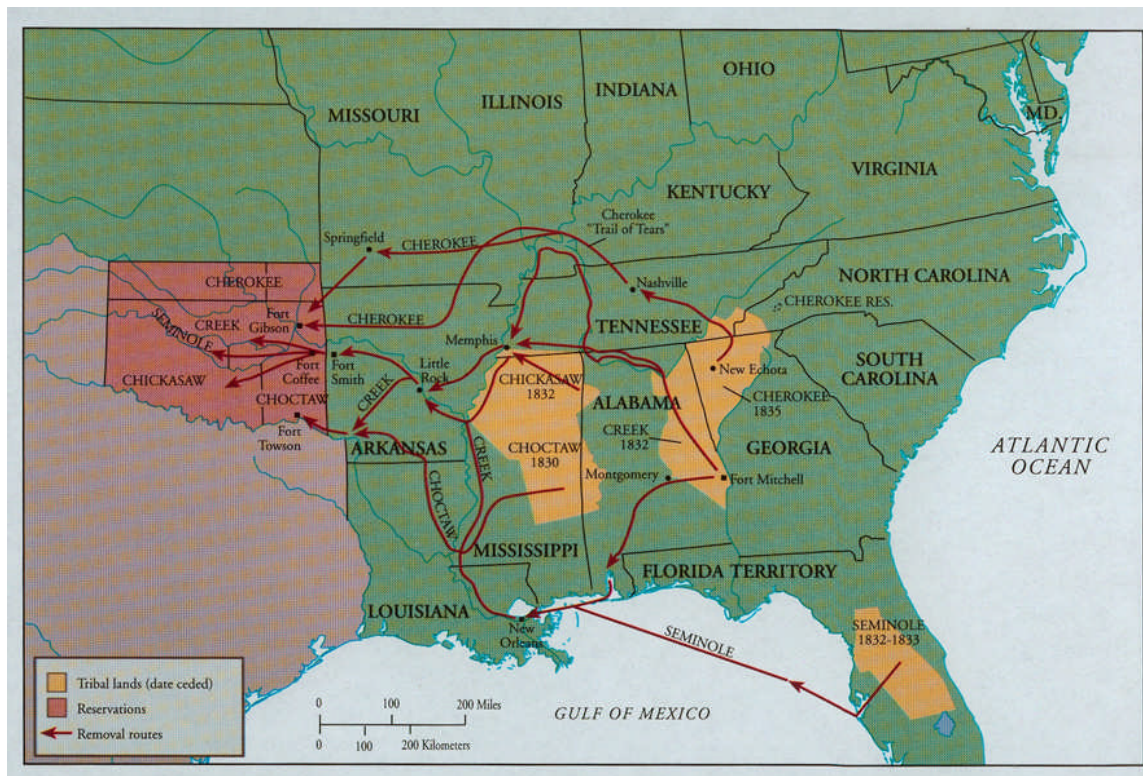 OHIO
INDIANA
ILLINOIS
MISSOURI
MD.
VIRGINIA
KENTUCKY
Cherokee
"Trail of Tears"
Springfield
CHEROKEE
NORTH CAROLINA
CHEROKEE
Nashville
CHEROKEE RES.
Fort
Gibson
CREEK
SEMINOLE
CHEROKEE
TENNESSEE
Memphis
SOUTH
CAROLINA
Fort
Coffee
Fort
Smith
Little
Rock
CHICKASAW
CHICKASAW
1832
New Echota
CHOCTAW
CREEK
ALABAMA
CHEROKEE
1835
Fort
Towson
ARKANSAS
CREEK
CHOCTAW
1830
CREEK
1832
GEORGIA
ATLANTIC
OCEAN
CHOCTAW
Montgomery
Fort Mitchell
MISSISSIPPI
FLORIDA TERRITORY
LOUISIANA
New
Orleans
SEMINOLE
SEMINOLE
1832-1833
GULF OF MEXICO
Tribal lands (date ceded)
Reservations
Removal routes
0 100 200 Miles
0 100 200 Kilometers